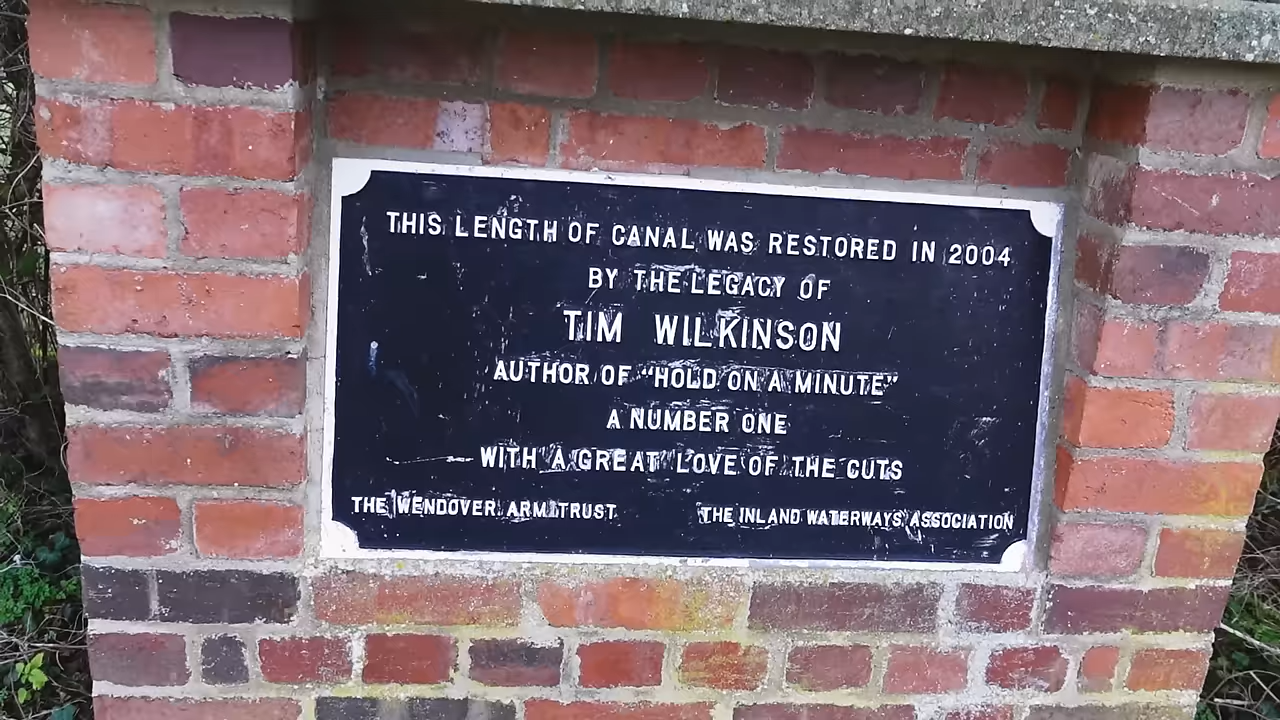 THIS LENGTH OF CANAL WAS RESTORED IN 2004
BY THE LEGACY OF
TIM WILKINSON
AUTHOR OF "HOLD ON A MINUTE"
A NUMBER ONE
WITH A GREAT LOVE OF THE CUTS
THE WENDOVER ARM TRUST THE INLAND WATERWAYS ASSOCIATION